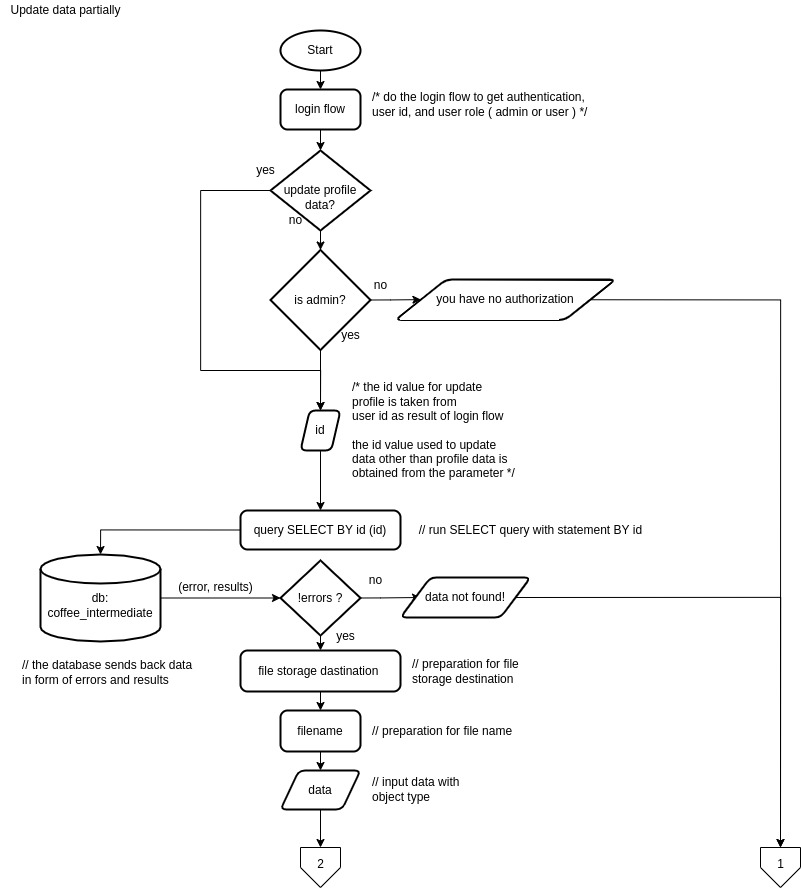 Update data partially
Start
login flow
/* do the login flow to get authentication,
user id, and user role ( admin or user ) */
yes
update profile
data?
no
is admin?
no
you have no authorization
yes
/* the id value for update
profile is taken from
user id as result of login flow
the id value used to update
data other than profile data is
obtained from the parameter */
id
query SELECT BY id (id)
// run SELECT query with statement BY id
db:
coffee_intermediate
(error, results)
!errors ?
no
data not found!
yes
// the database sends back data
in form of errors and results
file storage dastination
// preparation for file
storage destination
filename
// preparation for file name
data
// input data with
object type
2
1